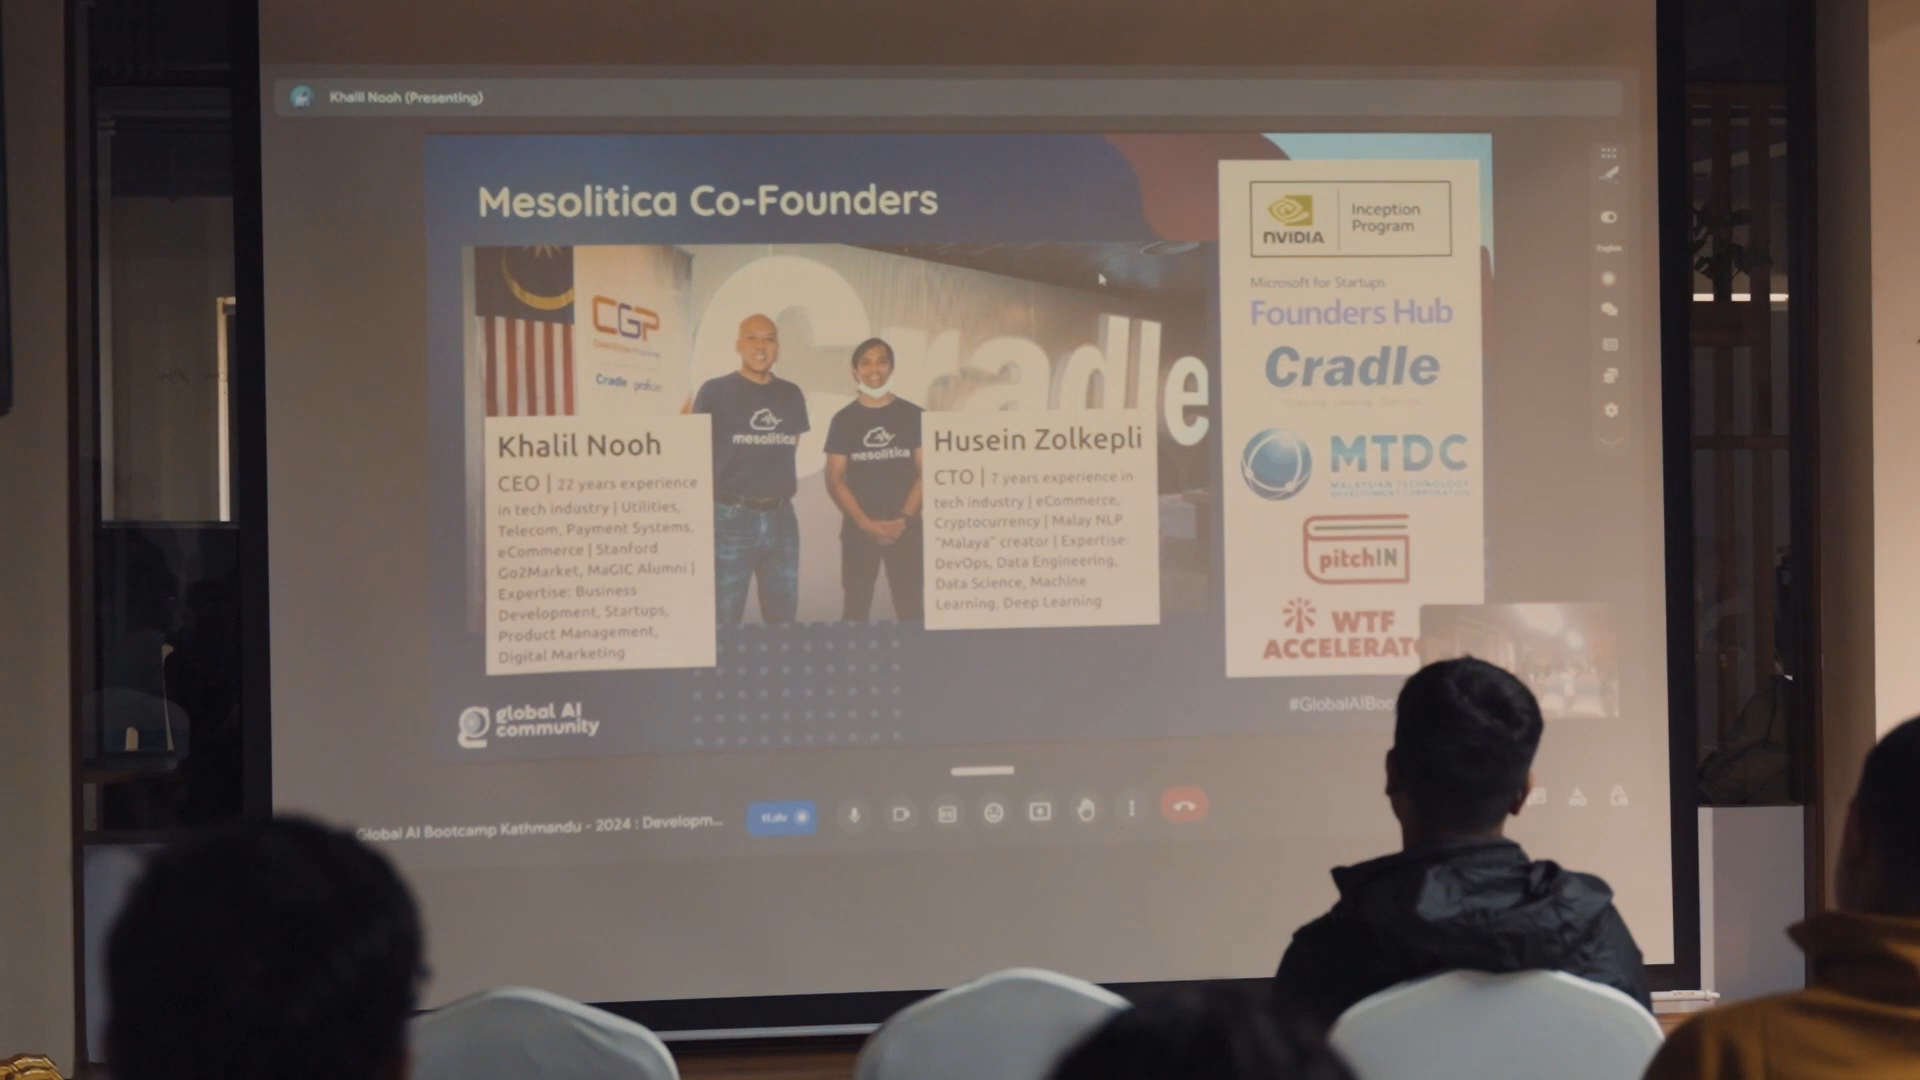 Khalil Nooh (Presenting)
Mesolitica Co-Founders
CGP
Cradle
Cradle
mesolitica
mesolitica
Khalil Nooh
CEO | 22 years experience
in tech industry | Utilities,
Telecom, Payment Systems,
eCommerce | Stanford
Go2Market, MaGIC Alumni |
Expertise: Business
Development, Startups,
Product Management,
Digital Marketing
Husein Zolkepli
CTO | 7 years experience in
tech industry | eCommerce,
Cryptocurrency | Malay NLP
"Malaya" creator | Expertise:
DevOps, Data Engineering,
Data Science, Machine
Learning, Deep Learning
NVIDIA
Inception
Program
Microsoft for Startups
Founders Hub
Cradle
MTDC
MALAYSIAN TECHNOLOGY
DEVELOPMENT CORPORATION
pitchIN
WTF
ACCELERATO
global AI
community
#GlobalAIBoo
English
Global AI Bootcamp Kathmandu - 2024 : Developm...